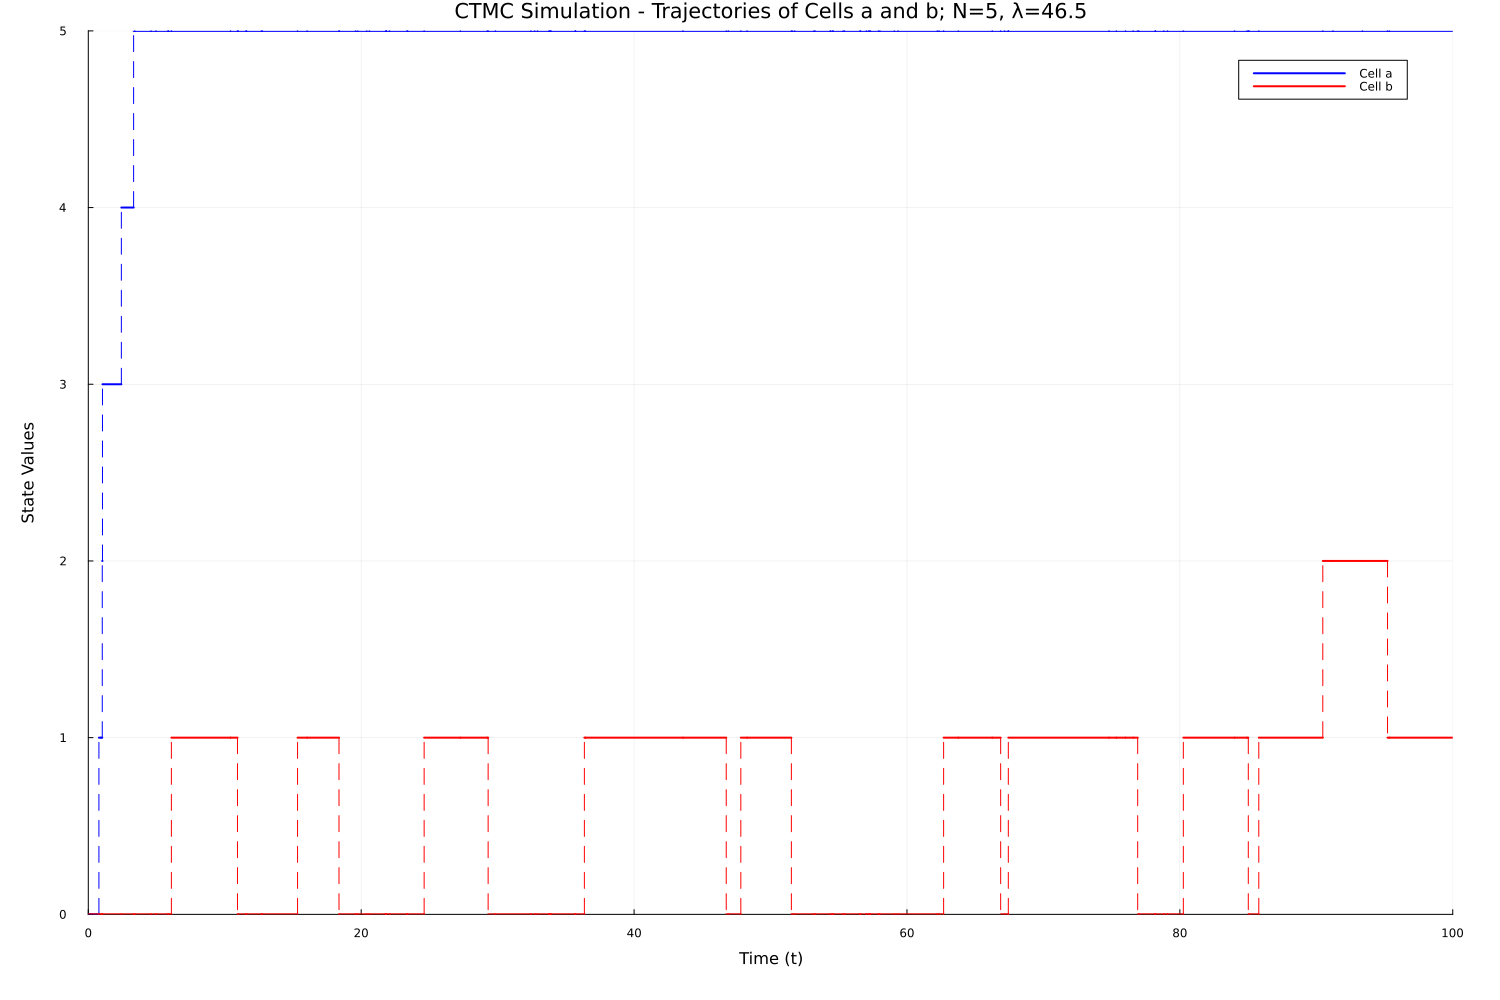 CTMC Simulation - Trajectories of Cells a and b; N=5, λ=46.5
Cell a
Cell b
State Values
5
4
3
2
1
0
0 20 40 60 80 100
Time (t)